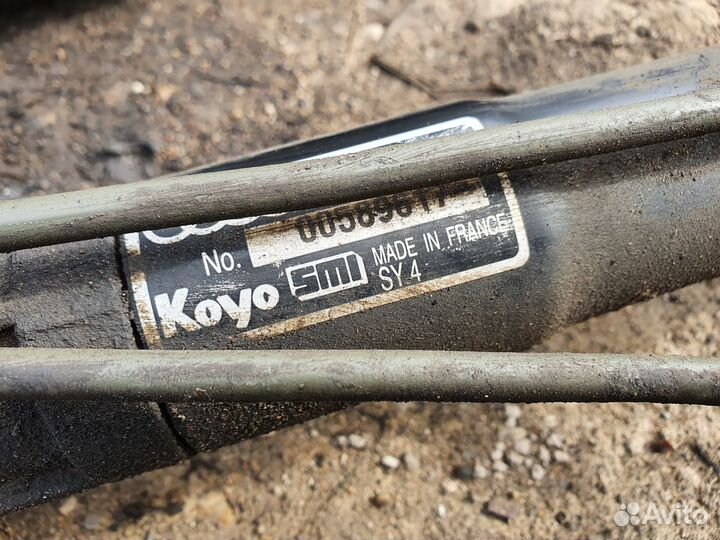 No. 00589617
Koyo smi MADE IN FRANCE
SY 4
Avito